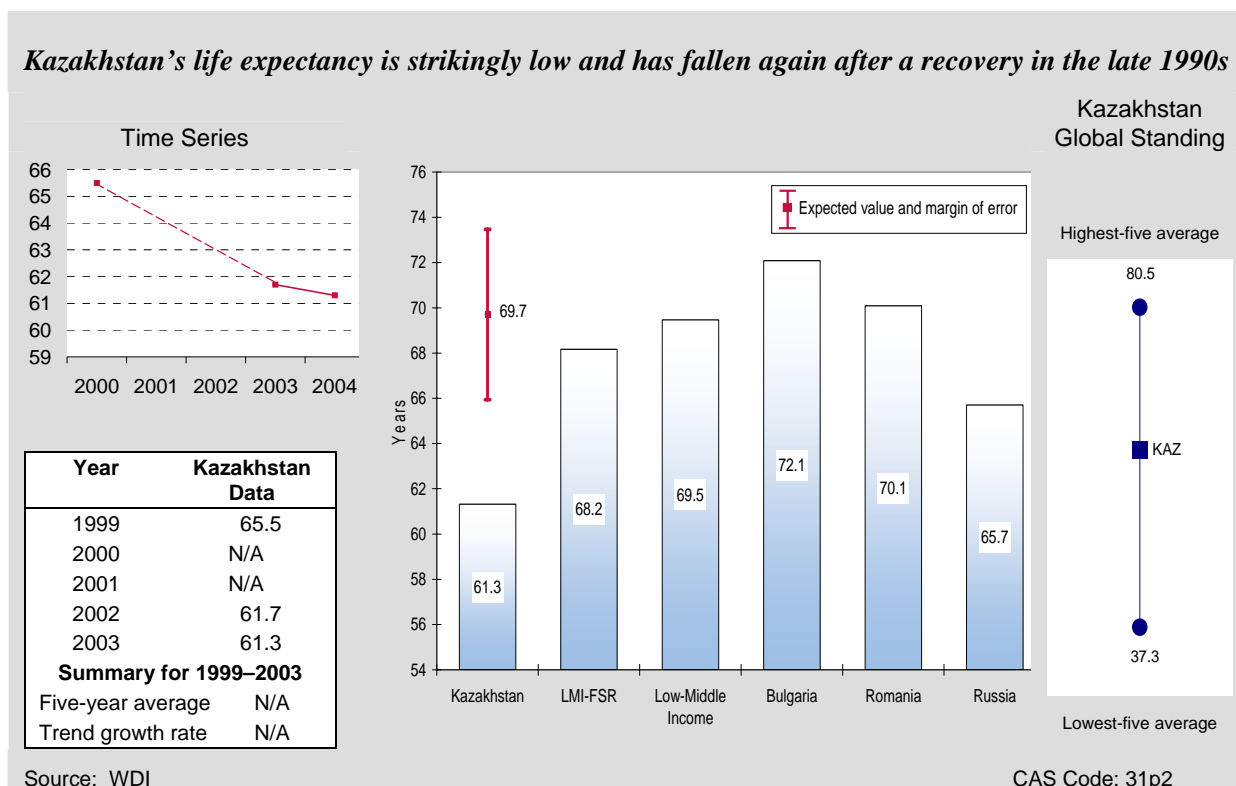 Kazakhstan's life expectancy is strikingly low and has fallen again after a recovery in the late 1990s
Time Series
66
65
64
63
62
61
60
59
2000 2001 2002 2003 2004
Year Kazakhstan
Data
1999 65.5
2000 N/A
2001 N/A
2002 61.7
2003 61.3
Summary for 1999–2003
Five-year average N/A
Trend growth rate N/A
76
74
72
70
68
66
64
62
60
58
56
54
Years
Expected value and margin of error
69.7
61.3
68.2
69.5
72.1
70.1
65.7
Kazakhstan LMI-FSR Low-Middle Bulgaria Romania Russia
Income
Kazakhstan
Global Standing
Highest-five average
80.5
KAZ
37.3
Lowest-five average
Source: WDI CAS Code: 31p2